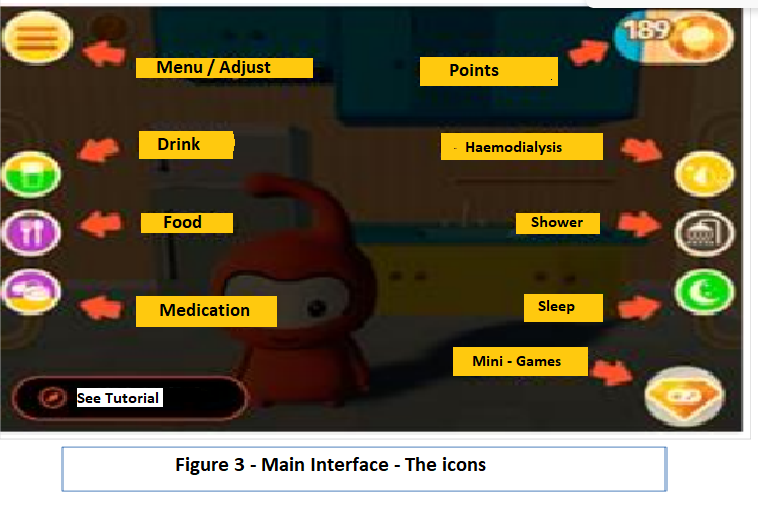 189
Menu / Adjust
Points
Drink
Haemodialysis
Food
Shower
Medication
Sleep
Mini - Games
See Tutorial
Figure 3 - Main Interface - The icons